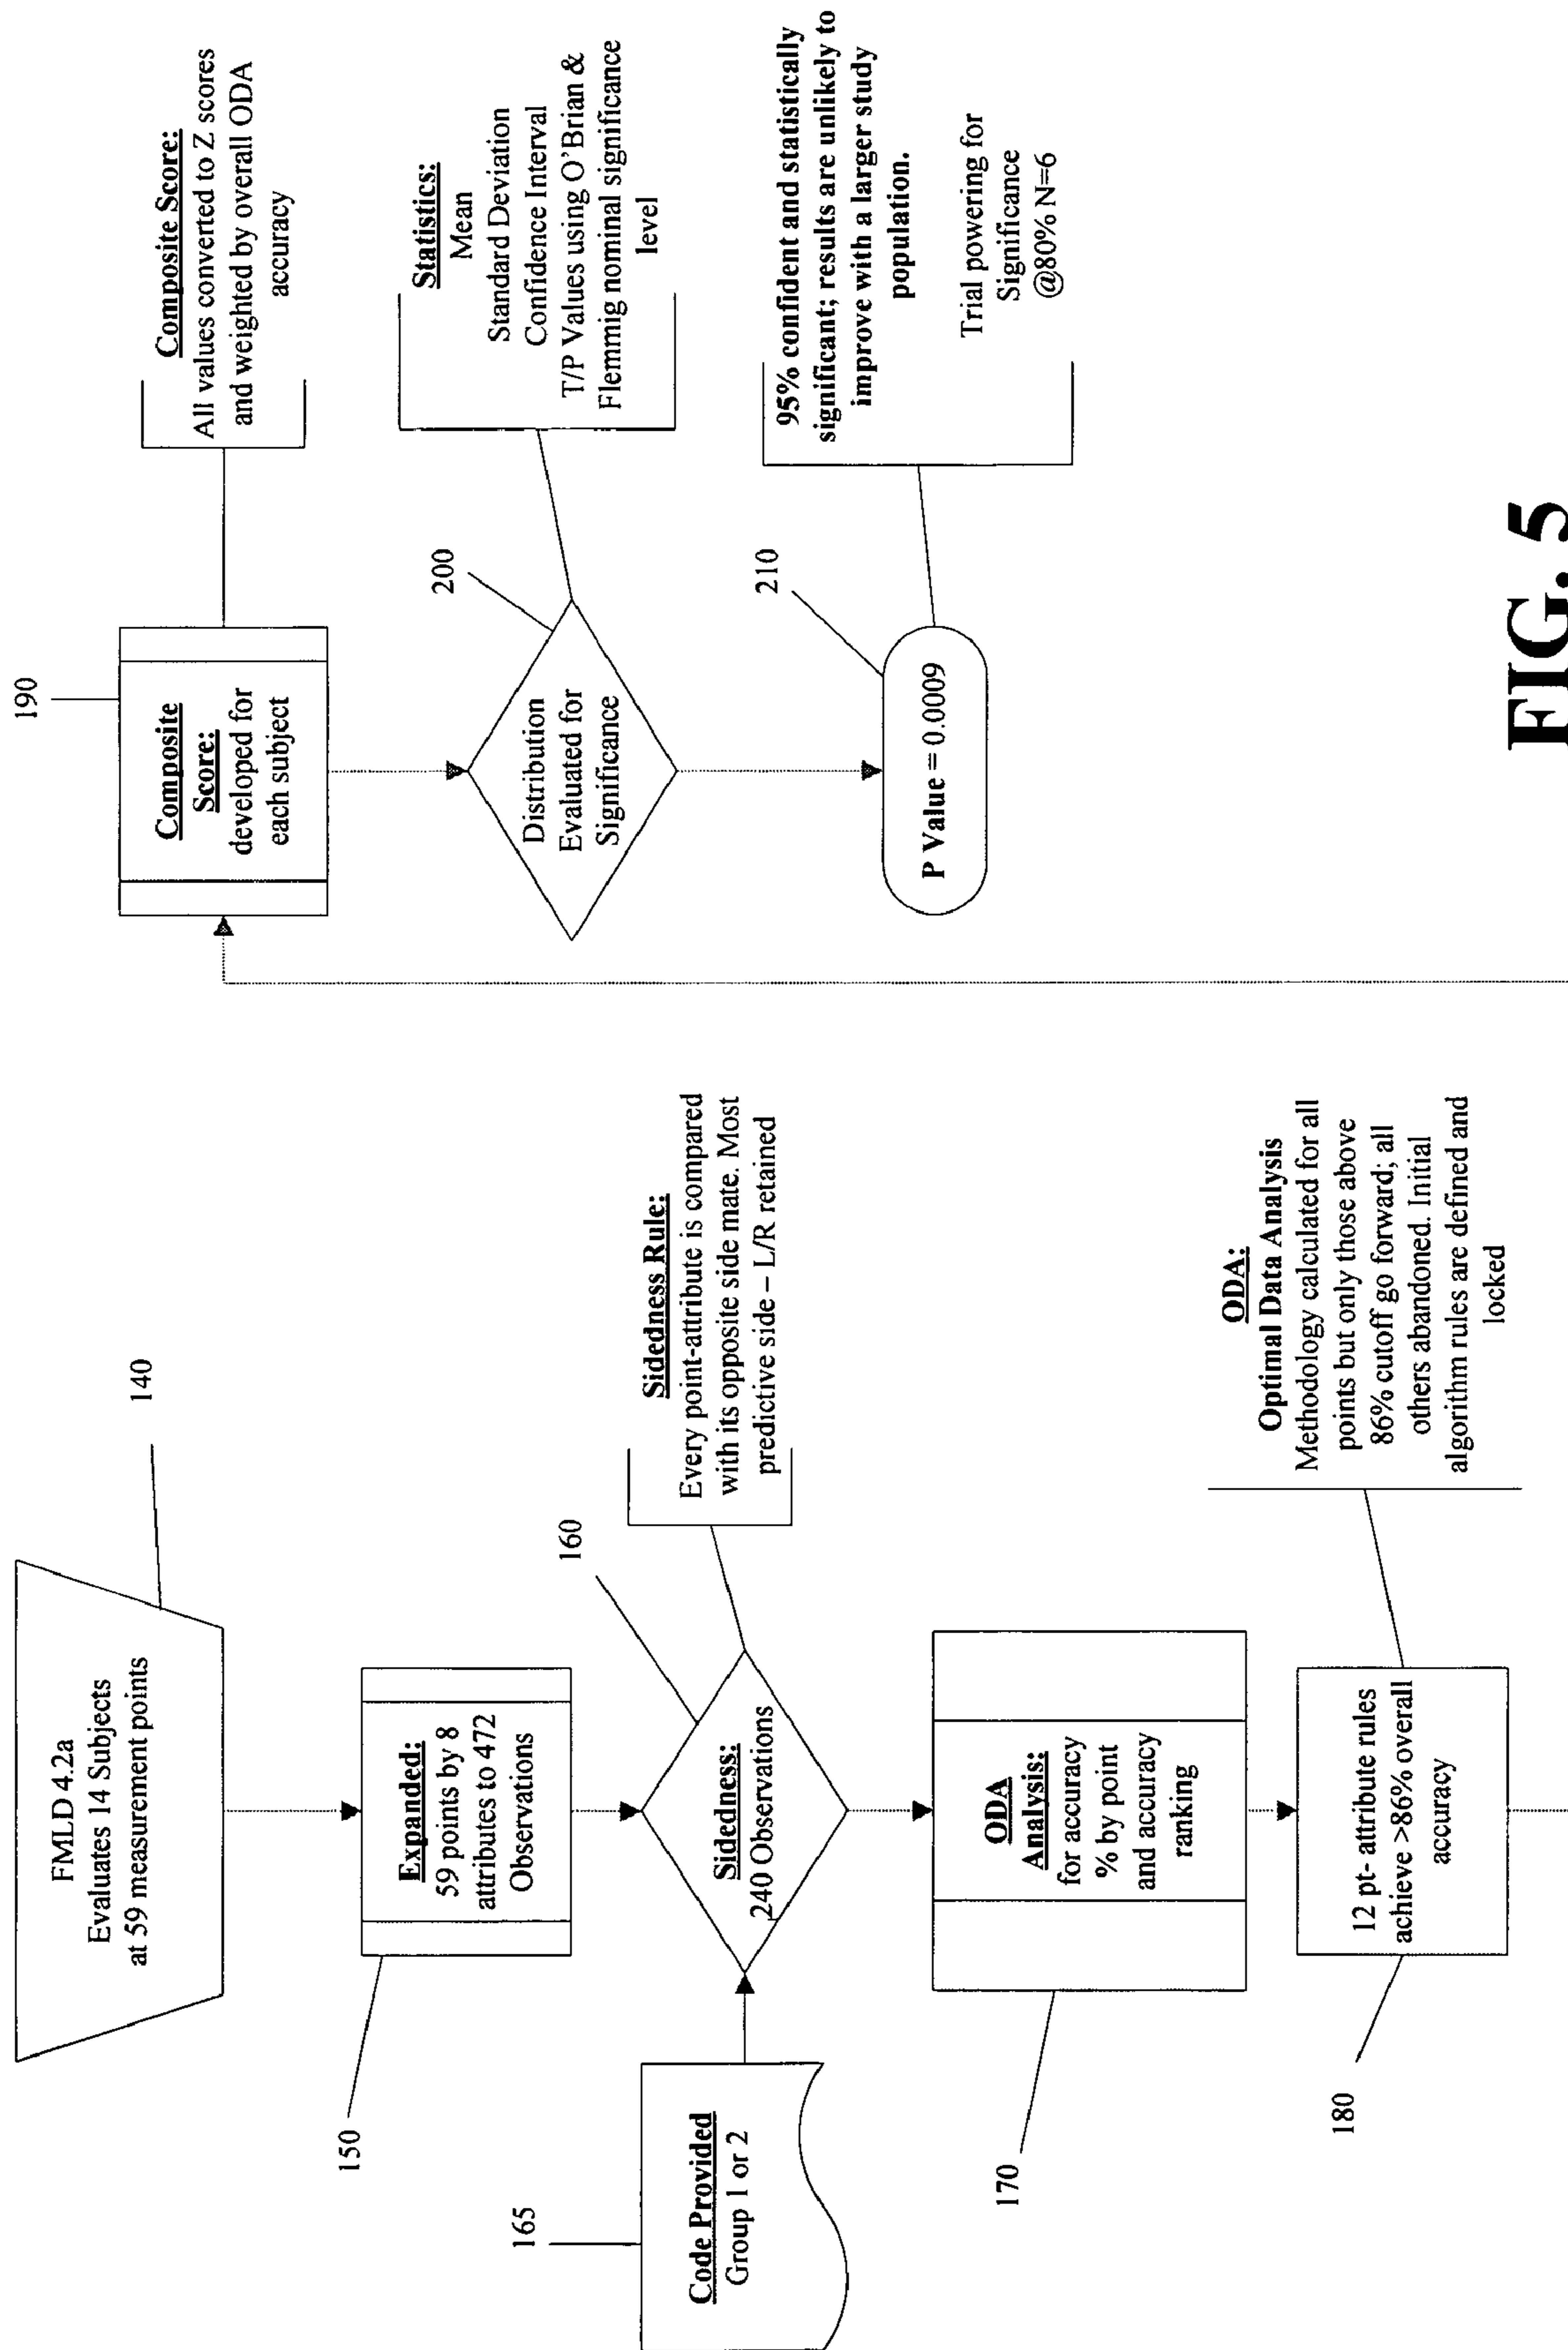 140
FMLD 4.2a
Evaluates 14 Subjects
at 59 measurement points
150
Expanded:
59 points by 8
attributes to 472
Observations
160
Sidedness:
240 Observations
Sidedness Rule:
Every point-attribute is compared
with its opposite side mate. Most
predictive side – L/R retained
165
Code Provided
Group 1 or 2
170
ODA
Analysis:
for accuracy
% by point
and accuracy
ranking
180
12 pt- attribute rules
achieve >86% overall
accuracy
ODA:
Optimal Data Analysis
Methodology calculated for all
points but only those above
86% cutoff go forward; all
others abandoned. Initial
algorithm rules are defined and
locked
190
Composite
Score:
developed for
each subject
Composite Score:
All values converted to Z scores
and weighted by overall ODA
accuracy
200
Distribution
Evaluated for
Significance
Statistics:
Mean
Standard Deviation
Confidence Interval
T/P Values using O'Brian &
Flemmig nominal significance
level
210
P Value = 0.0009
95% confident and statistically
significant; results are unlikely to
improve with a larger study
population.
Trial powering for
Significance
@80% N=6
FIG. 5